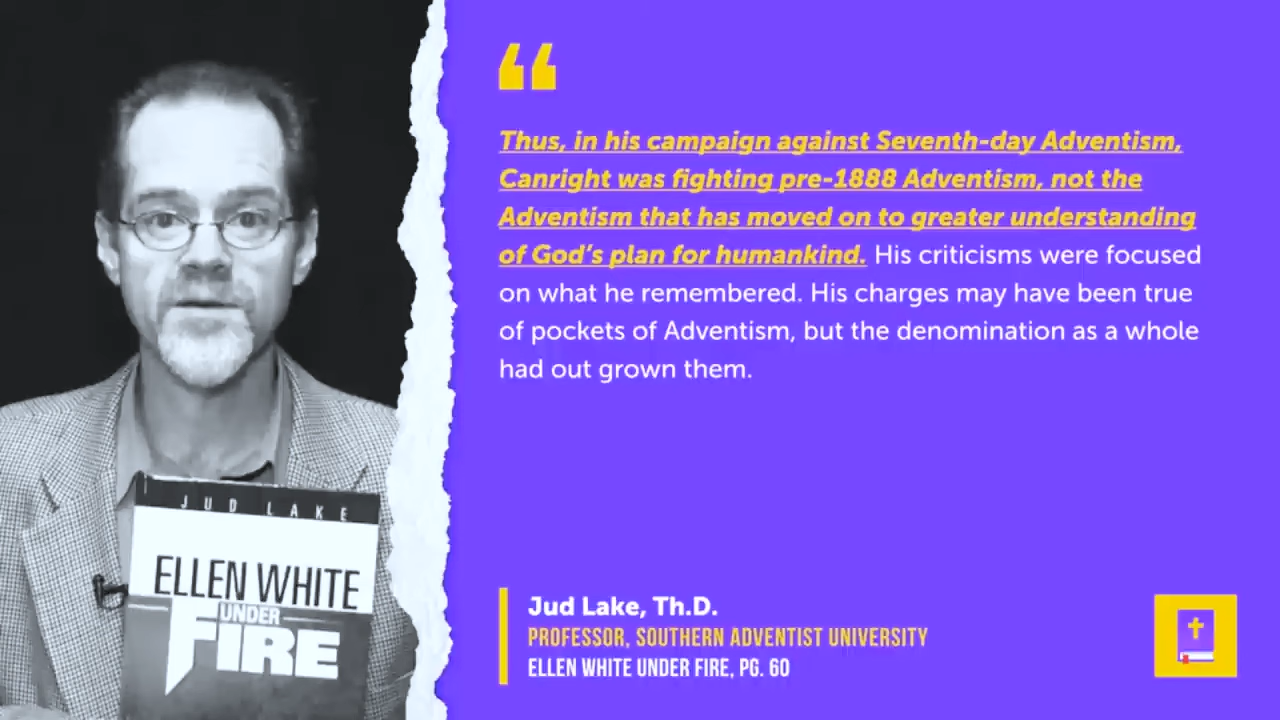 “
Thus, in his campaign against Seventh-day Adventism,
Canright was fighting pre-1888 Adventism, not the
Adventism that has moved on to greater understanding
of God’s plan for humankind. His criticisms were focused
on what he remembered. His charges may have been true
of pockets of Adventism, but the denomination as a whole
had out grown them.
Jud Lake, Th.D.
PROFESSOR, SOUTHERN ADVENTIST UNIVERSITY
ELLEN WHITE UNDER FIRE, PG. 60
JUD LAKE
ELLEN WHITE
UNDER
FIRE